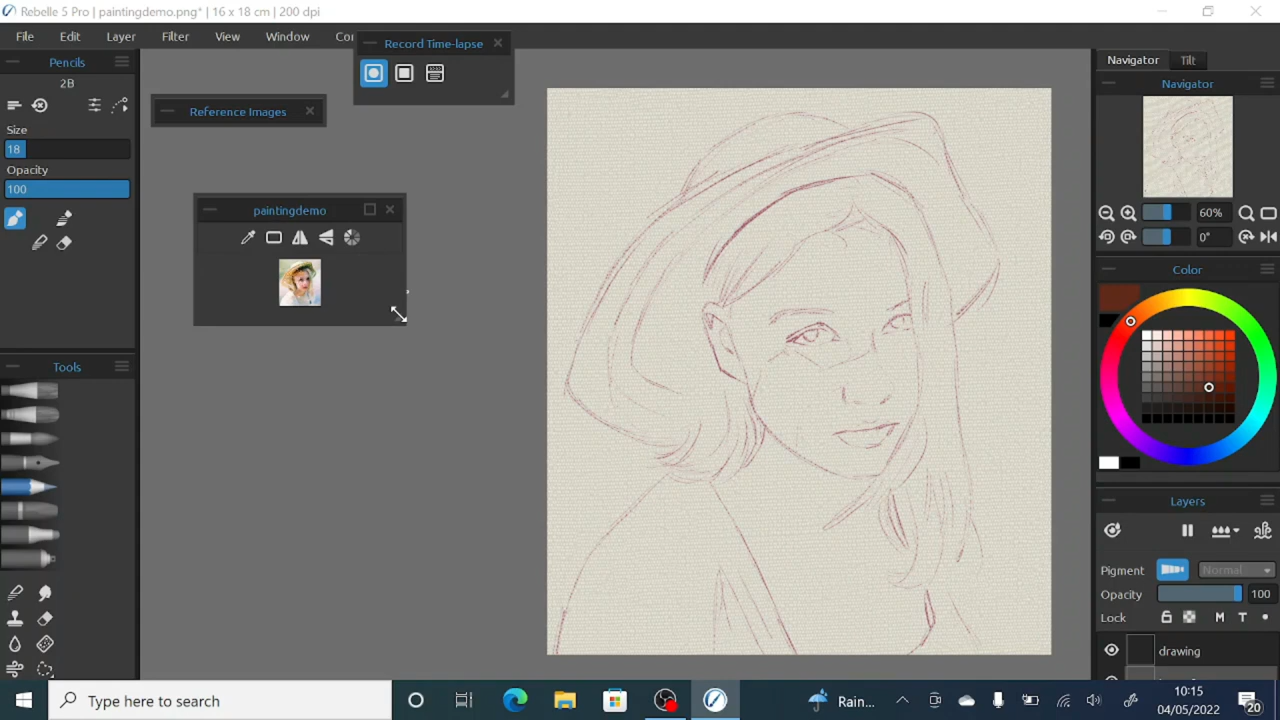 Rebelle 5 Pro | paintingdemo.png* | 16 x 18 cm | 200 dpi
File Edit Layer Filter View Window Co
Record Time-lapse
Pencils
2B
Size
18
Opacity
100
Reference Images
paintingdemo
Tools
Navigator Tilt
Navigator
60%
0°
Color
Layers
Pigment Normal
Opacity 100
Lock M T
drawing
Type here to search
Rain...
10:15
04/05/2022
20